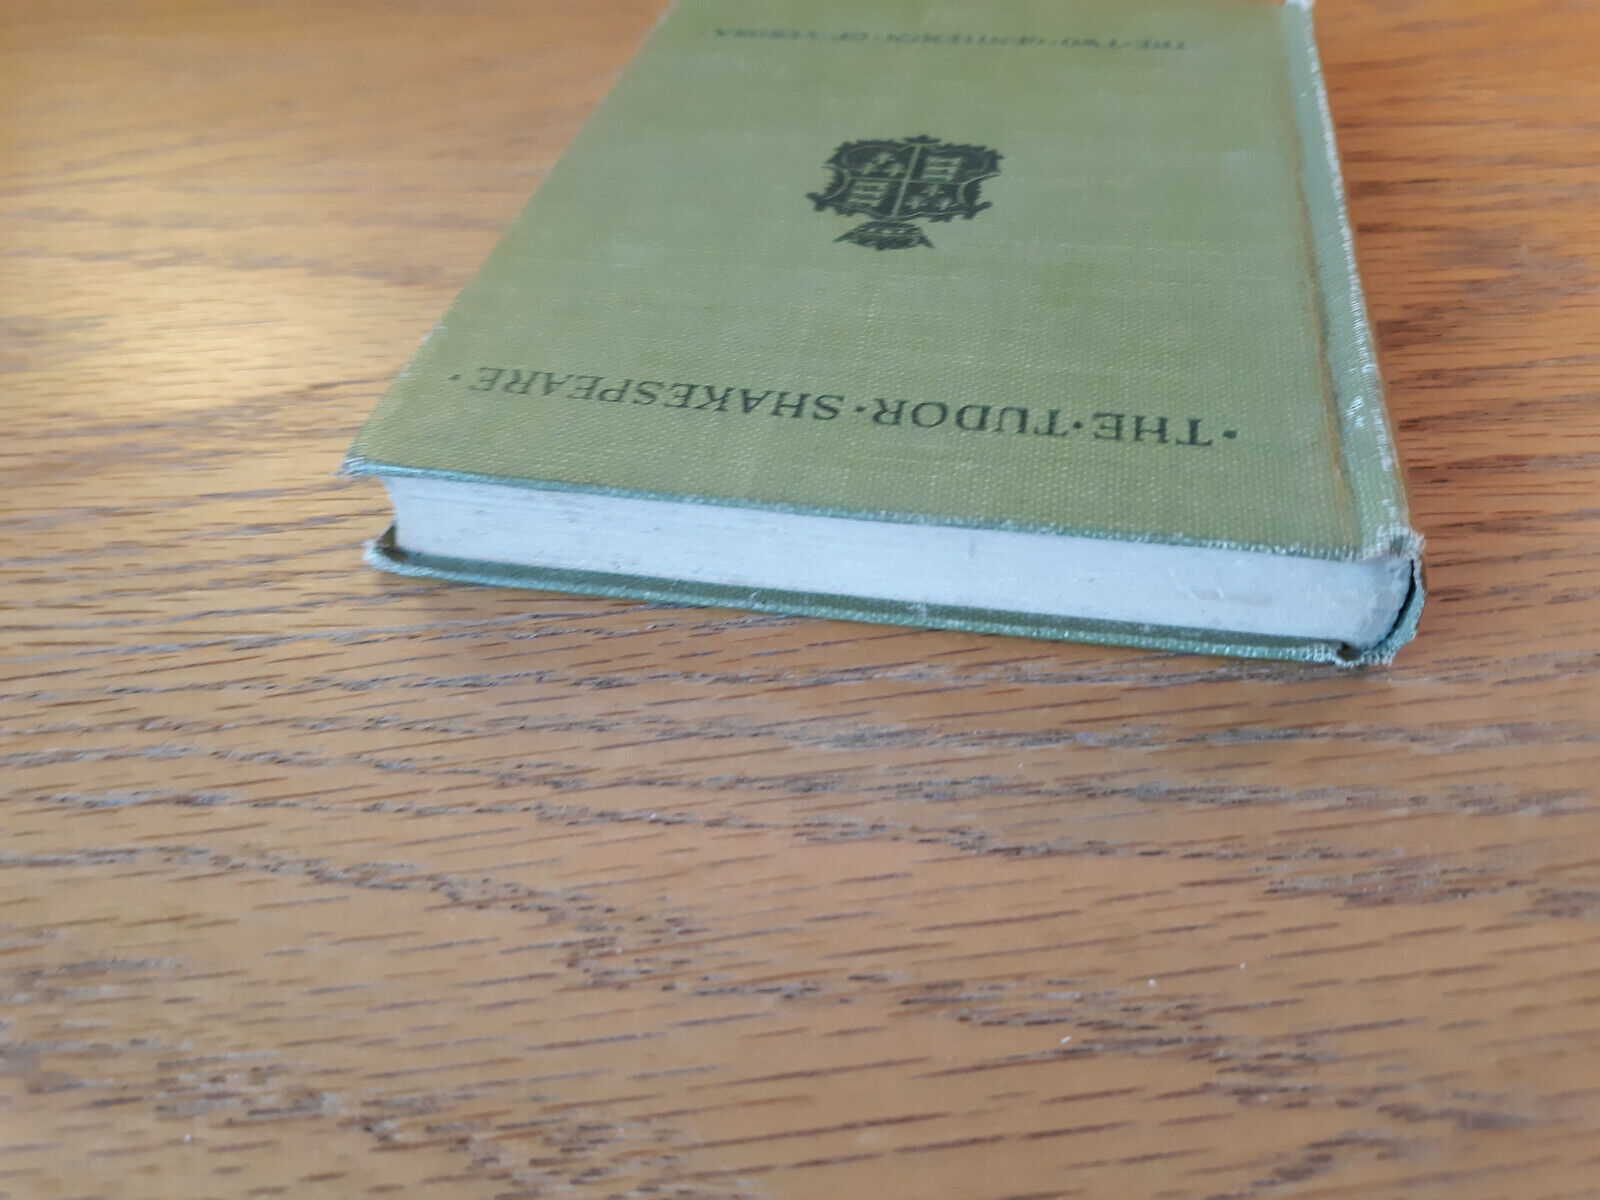 ·THE·TUDOR·SHAKESPEARE·
·THE·TWO·GENTLEMEN·OF·VERONA·